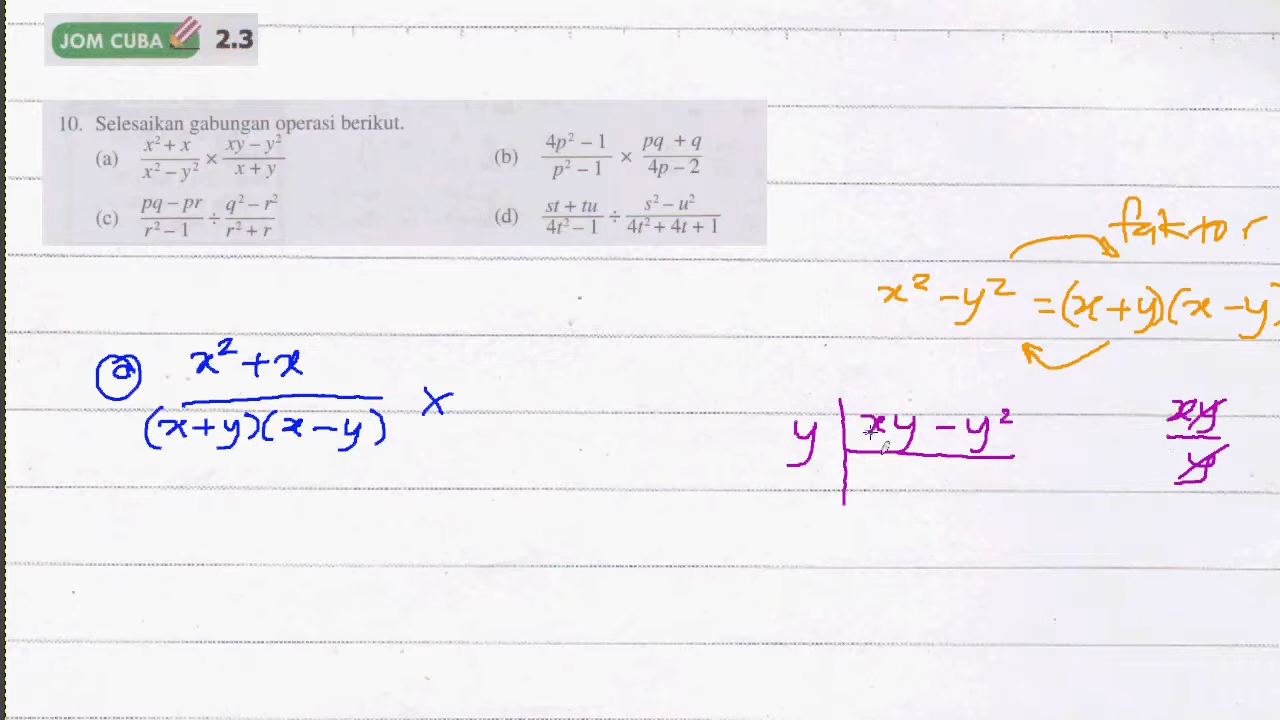 JOM CUBA 2.3
10. Selesaikan gabungan operasi berikut.
(a) (x² + x)/(x² − y²) × (xy − y²)/(x + y) (b) (4p² − 1)/(p² − 1) × (pq + q)/(4p − 2)
(c) (pq − pr)/(r² − 1) ÷ (q² − r²)/(r² + r) (d) (st + tu)/(4t² − 1) ÷ (s² − u²)/(4t² + 4t + 1)
faktor
x² − y² = (x + y)(x − y)
(a) (x² + x)/((x + y)(x − y)) ×
y | xy − y²
xy/y